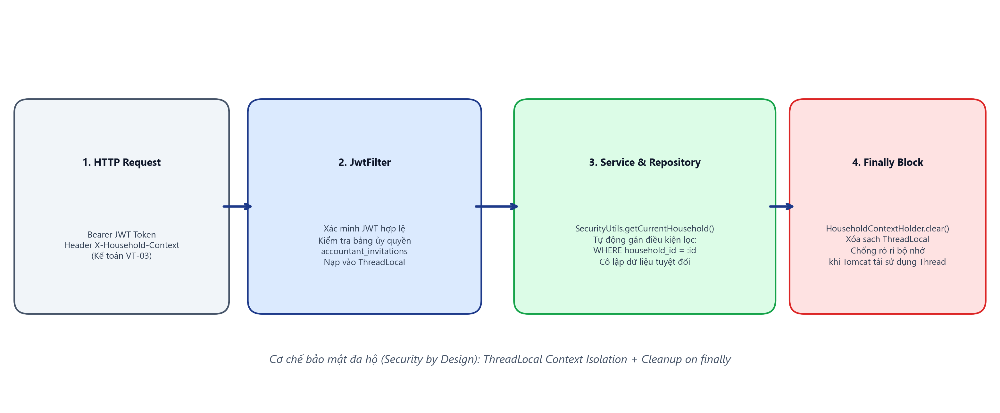 1. HTTP Request
Bearer JWT Token
Header X-Household-Context
(Kế toán VT-03)
2. JwtFilter
Xác minh JWT hợp lệ
Kiểm tra bảng ủy quyền
accountant_invitations
Nạp vào ThreadLocal
3. Service & Repository
SecurityUtils.getCurrentHousehold()
Tự động gán điều kiện lọc:
WHERE household_id = :id
Cô lập dữ liệu tuyệt đối
4. Finally Block
HouseholdContextHolder.clear()
Xóa sạch ThreadLocal
Chống rò rỉ bộ nhớ
khi Tomcat tái sử dụng Thread
Cơ chế bảo mật đa hộ (Security by Design): ThreadLocal Context Isolation + Cleanup on finally